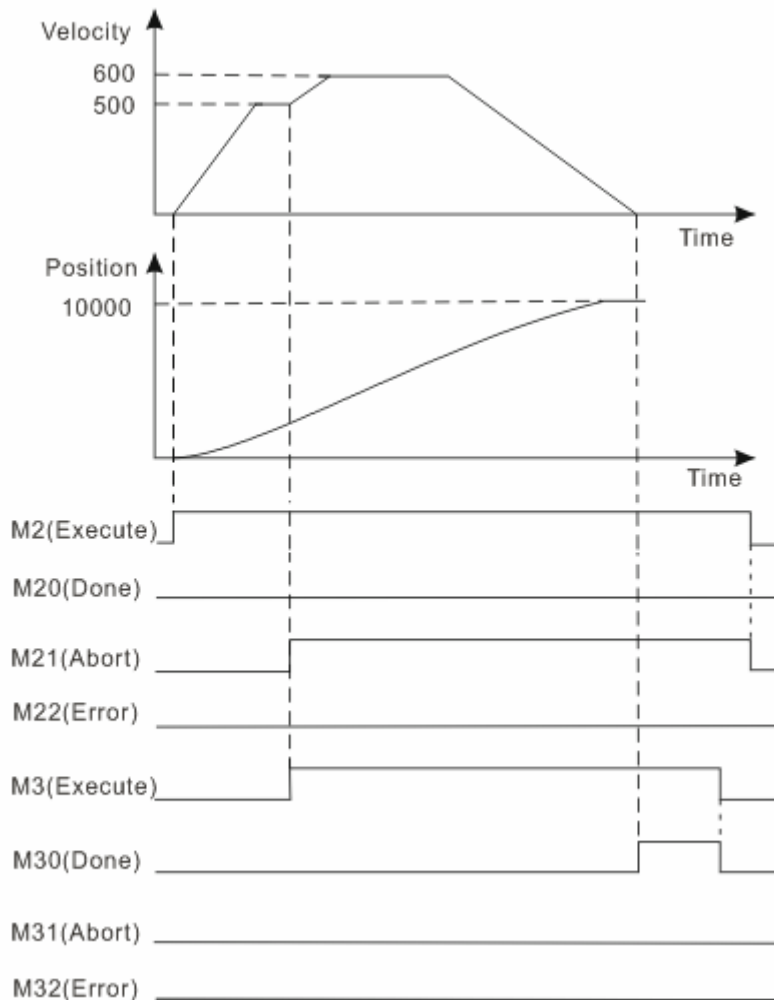 Velocity
600
500
Time
Position
10000
Time
M2(Execute)
M20(Done)
M21(Abort)
M22(Error)
M3(Execute)
M30(Done)
M31(Abort)
M32(Error)